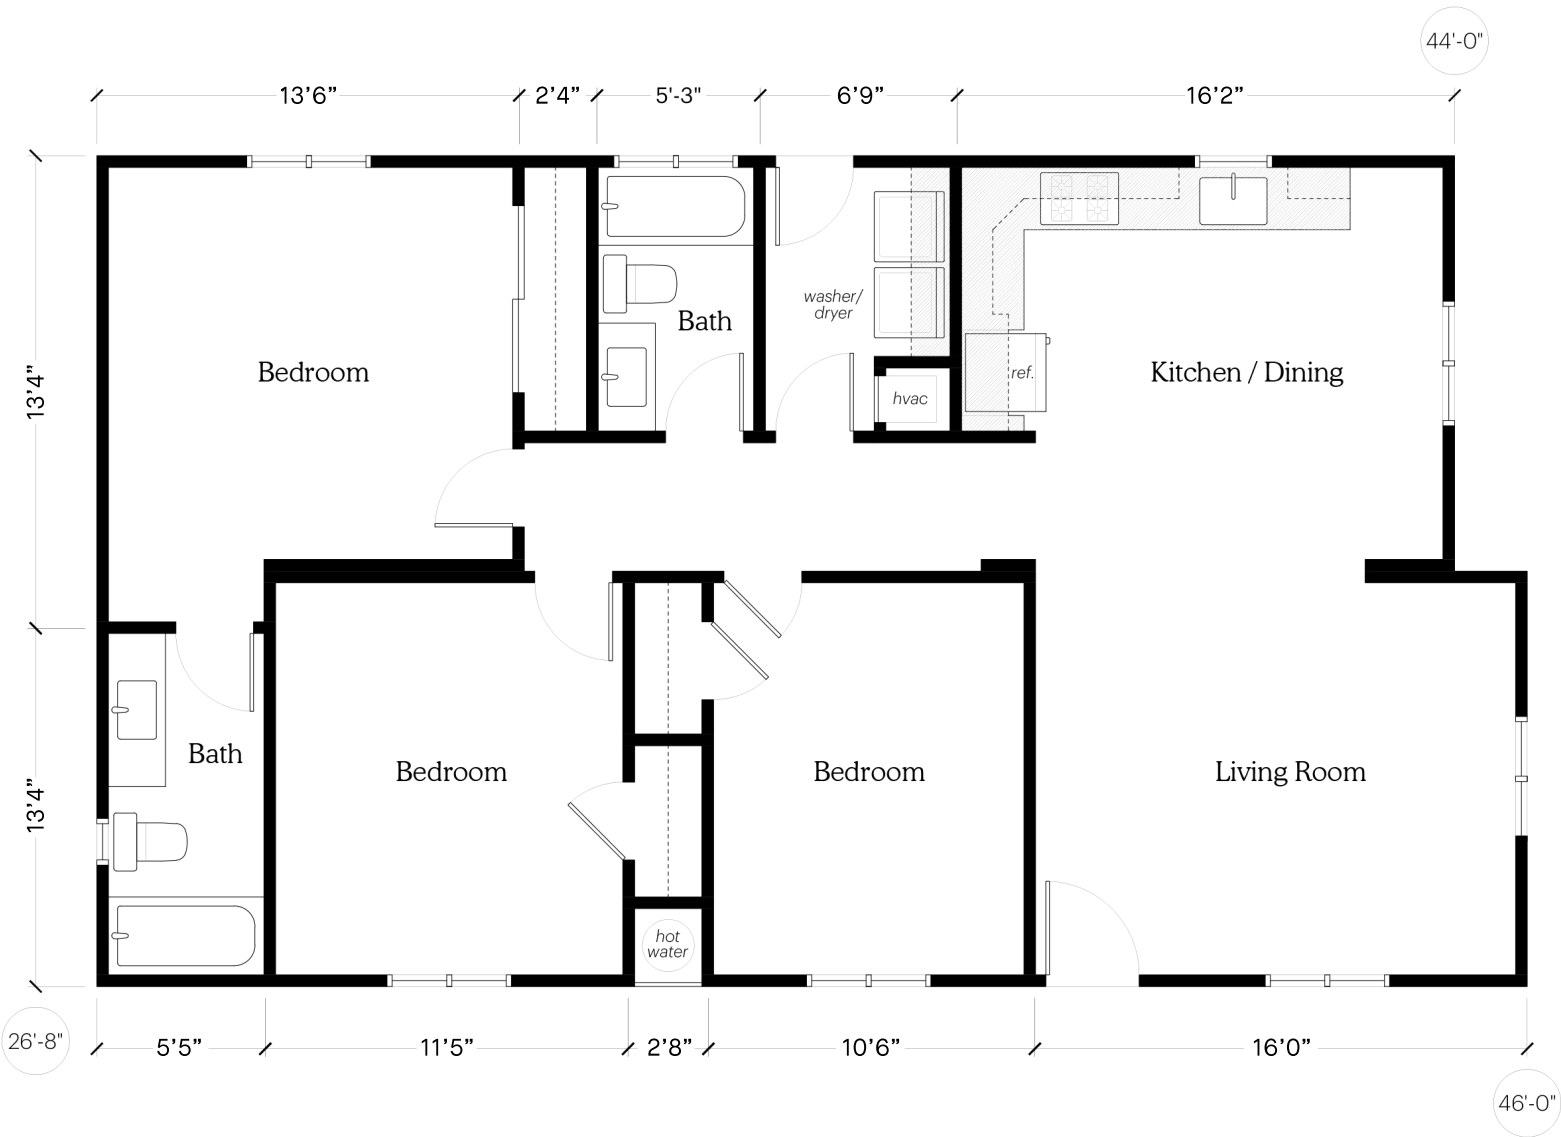 44'-0"
13’6”
2’4”
5'-3"
6’9”
16’2”
washer/
dryer
Bath
Bedroom
13’4”
hvac
ref.
Kitchen / Dining
Bath
Bedroom
Bedroom
Living Room
13’4”
hot
water
26'-8"
5’5”
11’5”
2’8”
10’6”
16’0”
46'-0"